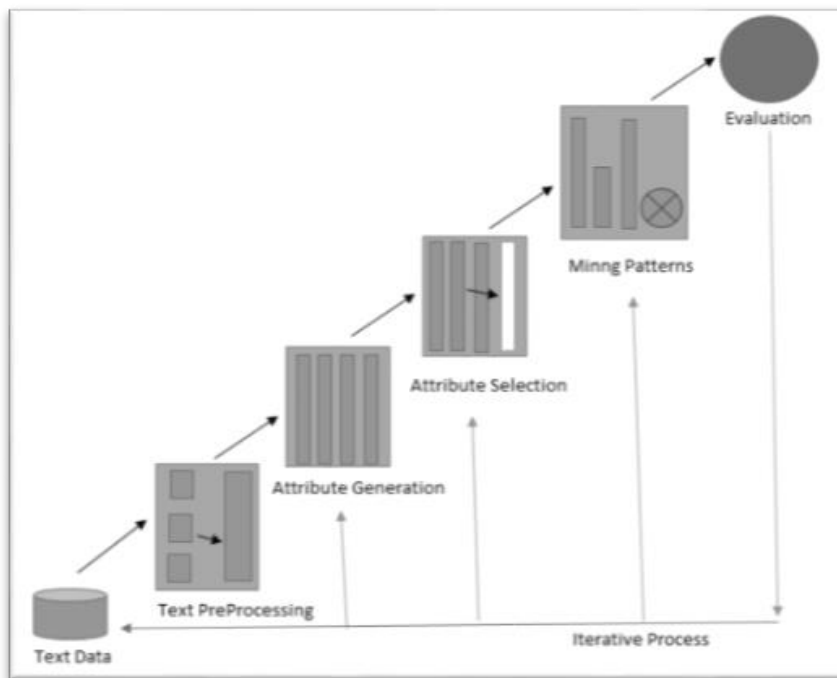 Evaluation
Minng Patterns
Attribute Selection
Attribute Generation
Text PreProcessing
Iterative Process
Text Data